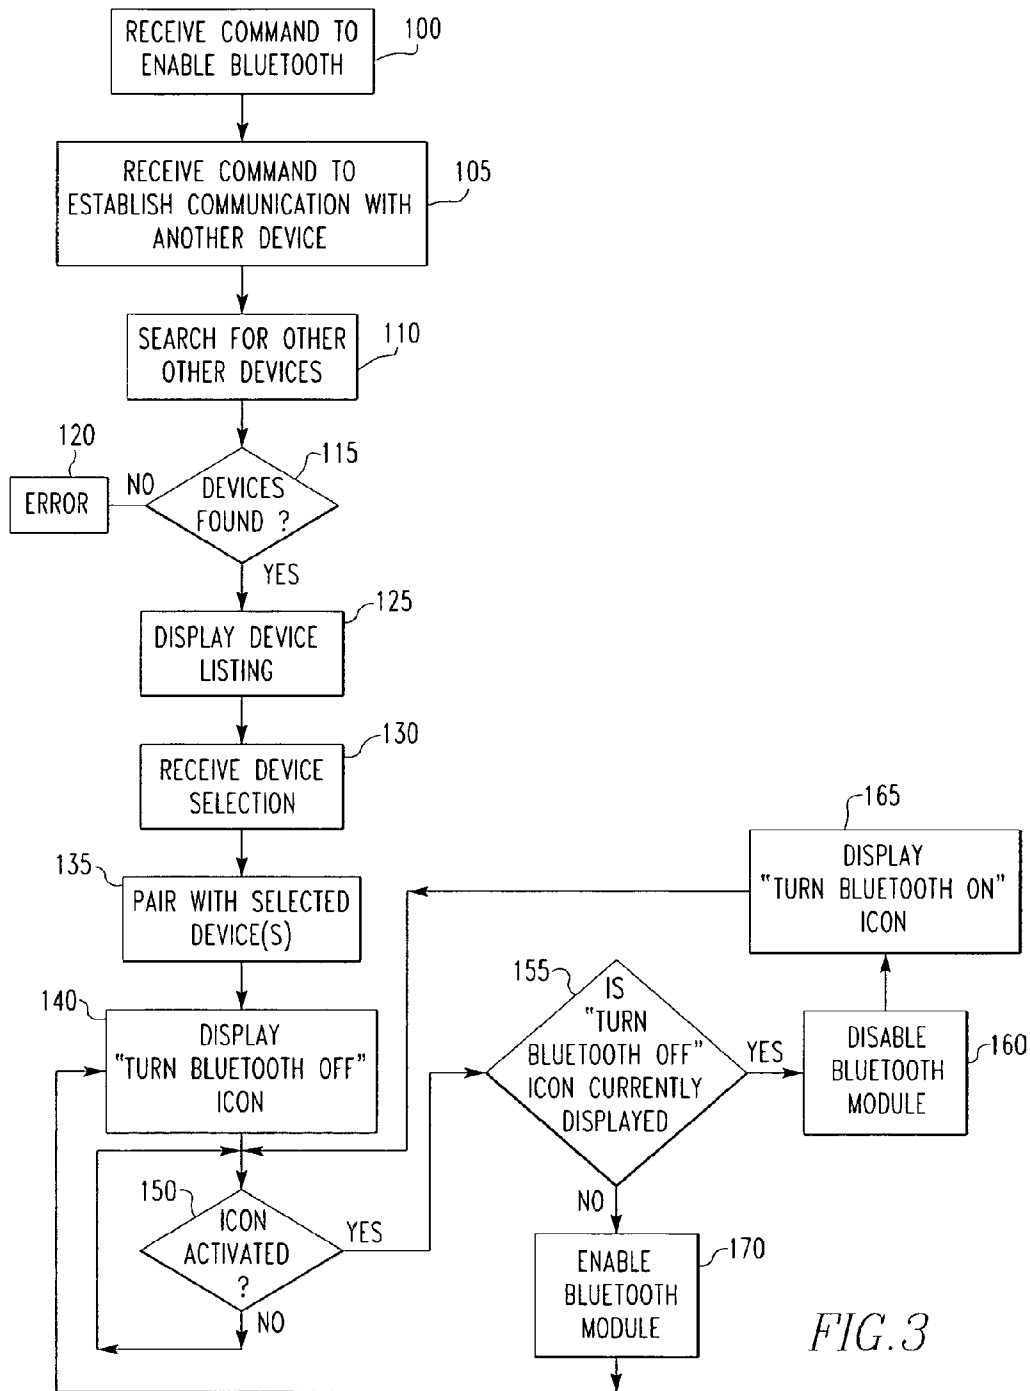 RECEIVE COMMAND TO
ENABLE BLUETOOTH
100
RECEIVE COMMAND TO
ESTABLISH COMMUNICATION WITH
ANOTHER DEVICE
105
SEARCH FOR OTHER
OTHER DEVICES
110
120
ERROR
NO
DEVICES
FOUND ?
115
YES
DISPLAY DEVICE
LISTING
125
RECEIVE DEVICE
SELECTION
130
135
PAIR WITH SELECTED
DEVICE(S)
140
DISPLAY
"TURN BLUETOOTH OFF"
ICON
150
ICON
ACTIVATED
?
YES
NO
155
IS
"TURN
BLUETOOTH OFF"
ICON CURRENTLY
DISPLAYED
YES
NO
DISABLE
BLUETOOTH
MODULE
160
165
DISPLAY
"TURN BLUETOOTH ON"
ICON
ENABLE
BLUETOOTH
MODULE
170
FIG.3